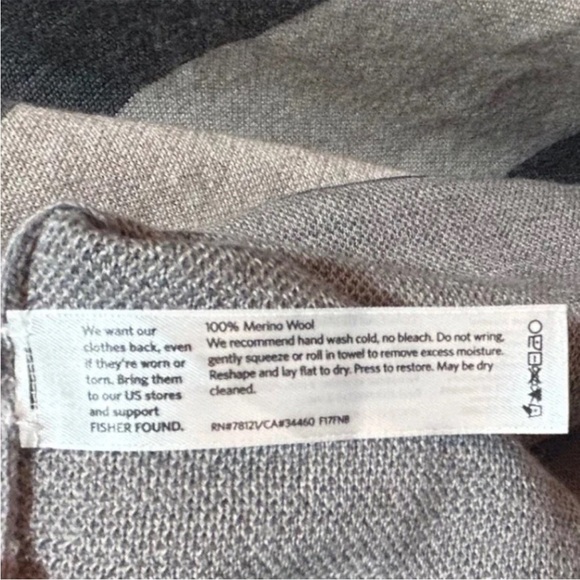 We want our
clothes back, even
if they're worn or
torn. Bring them
to our US stores
and support
FISHER FOUND.
100% Merino Wool
We recommend hand wash cold, no bleach. Do not wring,
gently squeeze or roll in towel to remove excess moisture.
Reshape and lay flat to dry. Press to restore. May be dry
cleaned.
RN#78121/CA#34460 F17FNB